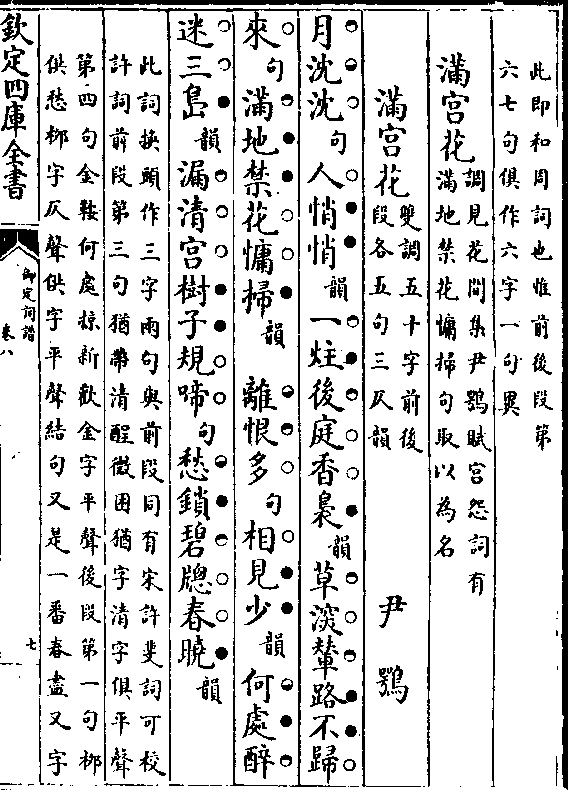 此即和周詞也惟前後段第
六七句俱作六字一句異
滿宮花調見花間集尹鶚賦宮怨詞有
滿地禁花慵掃句取以為名
滿宮花雙調五十字前後
段各五句三仄韻 尹鶚
月沈沈句人悄悄韻一炷後庭香裊韻草深輦路不歸
來句滿地禁花慵掃韻 離恨多句相見少韻何處醉
迷三島韻漏清宮樹子規啼句愁鎖碧牕春曉韻
此詞換頭作三字兩句與前段同有宋許斐詞可校
許詞前段第三句猶帶清酲微困猶字清字俱平聲
第四句金鞍何處掠新歡金字平聲後段第一句柳
供愁柳字仄聲供字平聲結句又是一番春盡又字
欽定四庫全書
御定詞譜
卷八
七